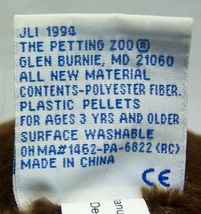 JLI 1994
THE PETTING ZOO®
GLEN BURNIE, MD 21060
ALL NEW MATERIAL
CONTENTS-POLYESTER FIBER.
PLASTIC PELLETS
FOR AGES 3 YRS AND OLDER
SURFACE WASHABLE
OHMA#1462-PA-6822 (RC)
MADE IN CHINA
CE